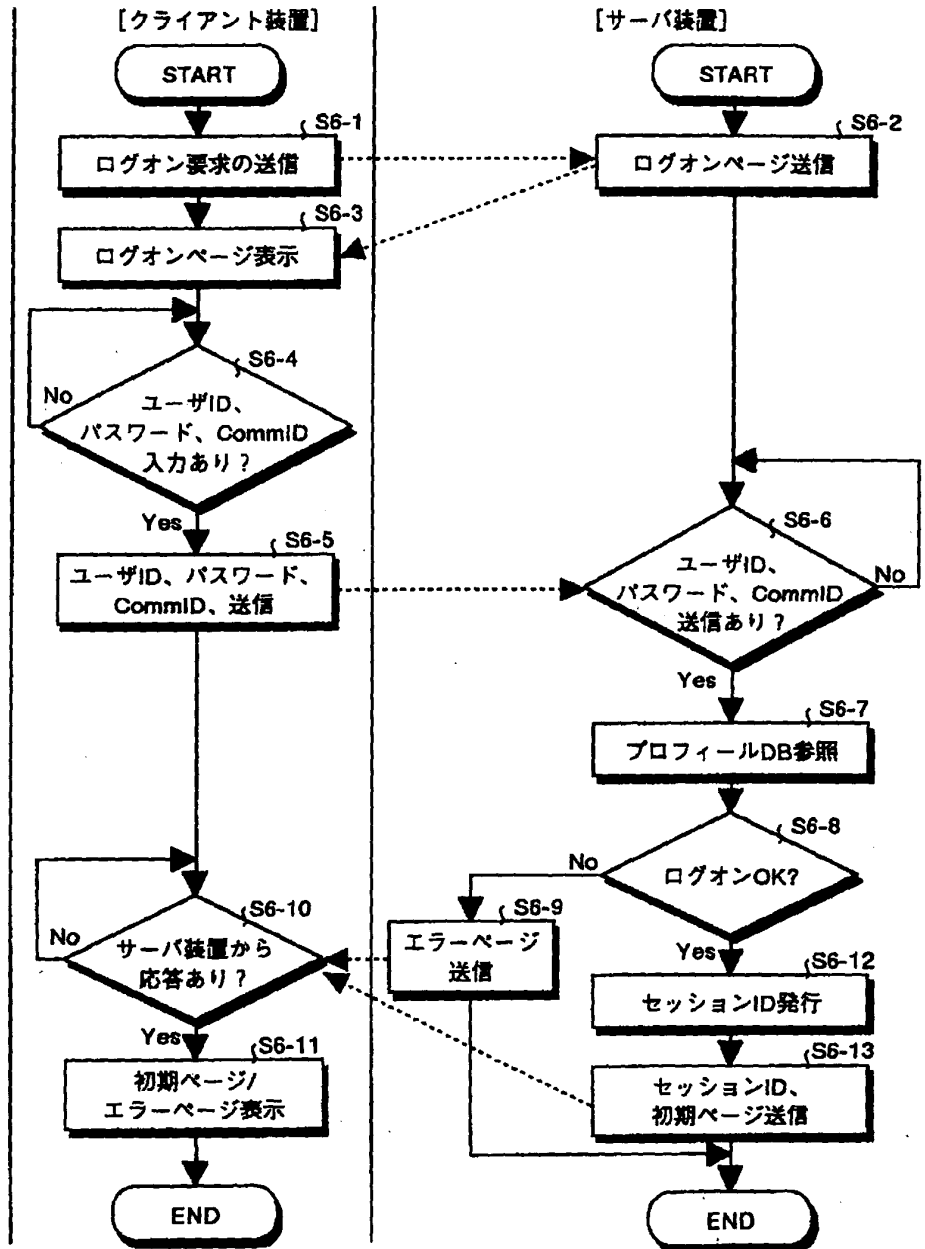 [クライアント装置]
[サーバ装置]
START
START
S6-1
ログオン要求の送信
S6-2
ログオンページ送信
S6-3
ログオンページ表示
S6-4
No
ユーザID、
パスワード、CommID
入力あり?
Yes
S6-5
ユーザID、パスワード、
CommID、送信
S6-6
No
ユーザID、
パスワード、CommID
送信あり?
Yes
S6-7
プロフィールDB参照
S6-8
No
ログオンOK?
Yes
S6-9
エラーページ
送信
S6-10
No
サーバ装置から
応答あり?
Yes
S6-11
初期ページ/
エラーページ表示
S6-12
セッションID発行
S6-13
セッションID、
初期ページ送信
END
END